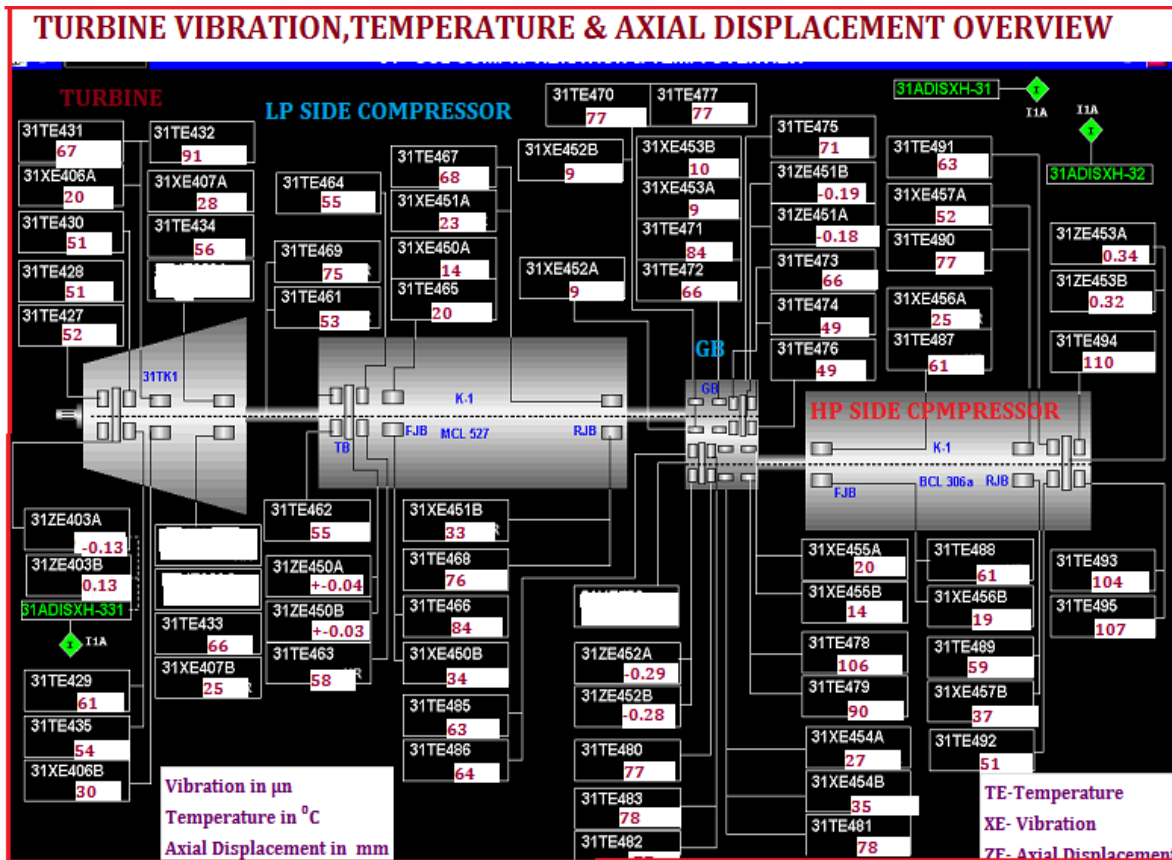 TURBINE VIBRATION,TEMPERATURE & AXIAL DISPLACEMENT OVERVIEW
TURBINE
LP SIDE COMPRESSOR
31TE470
77
31TE477
77
31ADISXH-31
I
I1A
I1A
I
31ADISXH-32
31TE431
67
31TE432
91
31XE406A
20
31XE407A
28
31TE430
51
31TE434
56
31TE428
51
31TE427
52
31TE464
55
31TE467
68
31XE451A
23
31TE469
75
31XE450A
14
31TE461
53
31TE465
20
31XE452B
9
31XE453B
10
31XE453A
9
31TE471
84
31XE452A
9
31TE472
66
31TE475
71
31ZE451B
-0.19
31ZE451A
-0.18
31TE473
66
31TE474
49
31TE476
49
31TE491
63
31XE457A
52
31TE490
77
31XE456A
25
31TE487
61
31ZE453A
0.34
31ZE453B
0.32
31TE494
110
31TK1
K-1
FJB
MCL 527
RJB
TB
GB
GB
HP SIDE CPMPRESSOR
K-1
FJB
BCL 306a
RJB
31ZE403A
-0.13
31ZE403B
0.13
31ADISXH-331
I
I1A
31TE429
61
31TE435
54
31XE406B
30
31TE433
66
31XE407B
25
31TE462
55
31ZE450A
+-0.04
31ZE450B
+-0.03
31TE463
58
31XE451B
33
31TE468
76
31TE466
84
31XE450B
34
31TE485
63
31TE486
64
31ZE452A
-0.29
31ZE452B
-0.28
31TE480
77
31TE483
78
31TE482
31XE455A
20
31XE455B
14
31TE478
106
31TE479
90
31XE454A
27
31XE454B
35
31TE481
78
31TE488
61
31XE456B
19
31TE489
59
31XE457B
37
31TE492
51
31TE493
104
31TE495
107
Vibration in µn
Temperature in ⁰C
Axial Displacement in mm
TE-Temperature
XE- Vibration
ZE- Axial Displacement